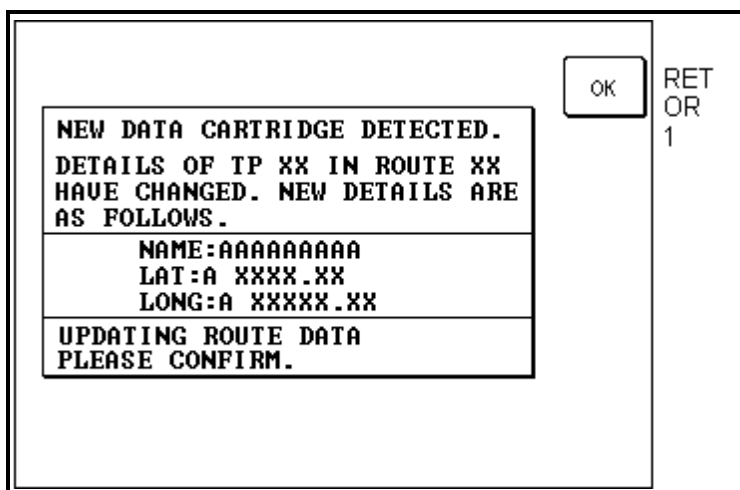 OK
RET
OR
1
NEW DATA CARTRIDGE DETECTED.
DETAILS OF TP XX IN ROUTE XX
HAVE CHANGED. NEW DETAILS ARE
AS FOLLOWS.
NAME:AAAAAAAAA
LAT:A XXXX.XX
LONG:A XXXXX.XX
UPDATING ROUTE DATA
PLEASE CONFIRM.